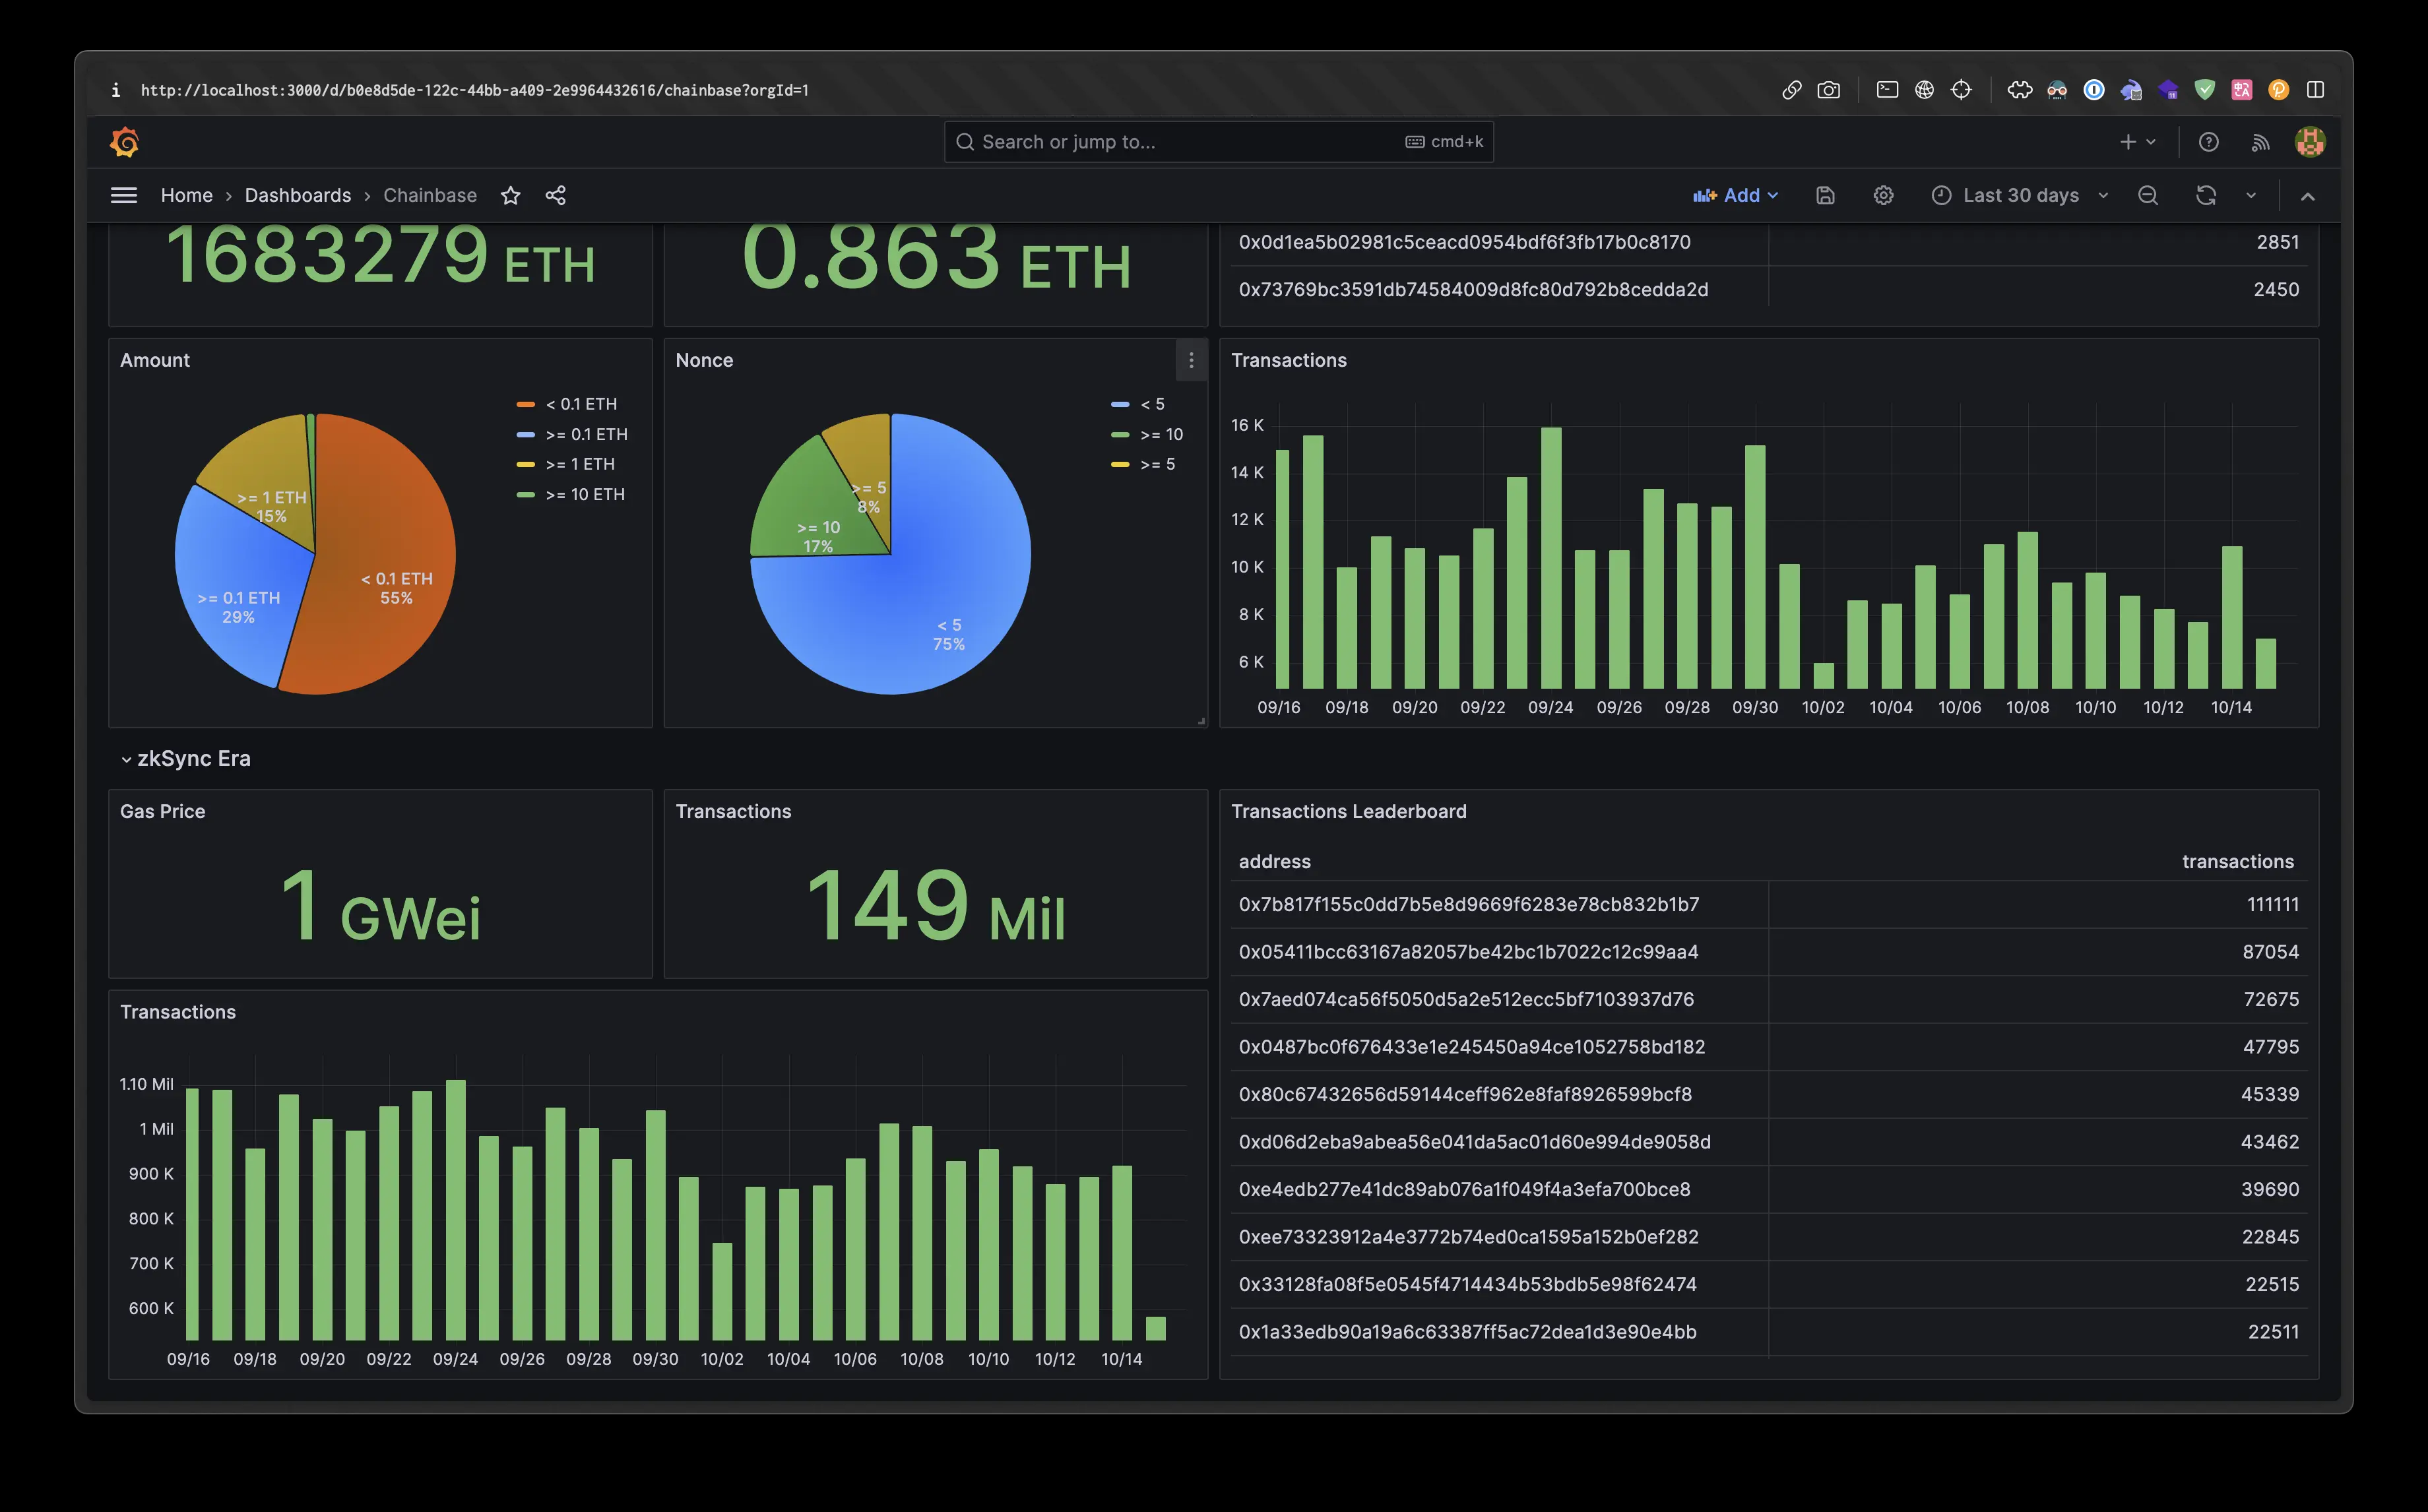 http://localhost:3000/d/b0e8d5de-122c-44bb-a409-2e9964432616/chainbase?orgId=1
Search or jump to...
cmd+k
Home
Dashboards
Chainbase
Add
Last 30 days
1683279 ETH
0.863 ETH
0x0d1ea5b02981c5ceacd0954bdf6f3fb17b0c8170 2851
0x73769bc3591db74584009d8fc80d792b8cedda2d 2450
Amount
< 0.1 ETH
>= 0.1 ETH
>= 1 ETH
>= 10 ETH
>= 1 ETH
15%
< 0.1 ETH
55%
>= 0.1 ETH
29%
Nonce
< 5
>= 10
>= 5
>= 5
8%
>= 10
17%
< 5
75%
Transactions
16 K
14 K
12 K
10 K
8 K
6 K
09/16 09/18 09/20 09/22 09/24 09/26 09/28 09/30 10/02 10/04 10/06 10/08 10/10 10/12 10/14
zkSync Era
Gas Price
1 GWei
Transactions
149 Mil
Transactions
1.10 Mil
1 Mil
900 K
800 K
700 K
600 K
09/16 09/18 09/20 09/22 09/24 09/26 09/28 09/30 10/02 10/04 10/06 10/08 10/10 10/12 10/14
Transactions Leaderboard
address transactions
0x7b817f155c0dd7b5e8d9669f6283e78cb832b1b7 111111
0x05411bcc63167a82057be42bc1b7022c12c99aa4 87054
0x7aed074ca56f5050d5a2e512ecc5bf7103937d76 72675
0x0487bc0f676433e1e245450a94ce1052758bd182 47795
0x80c67432656d59144ceff962e8faf8926599bcf8 45339
0xd06d2eba9abea56e041da5ac01d60e994de9058d 43462
0xe4edb277e41dc89ab076a1f049f4a3efa700bce8 39690
0xee73323912a4e3772b74ed0ca1595a152b0ef282 22845
0x33128fa08f5e0545f4714434b53bdb5e98f62474 22515
0x1a33edb90a19a6c63387ff5ac72dea1d3e90e4bb 22511